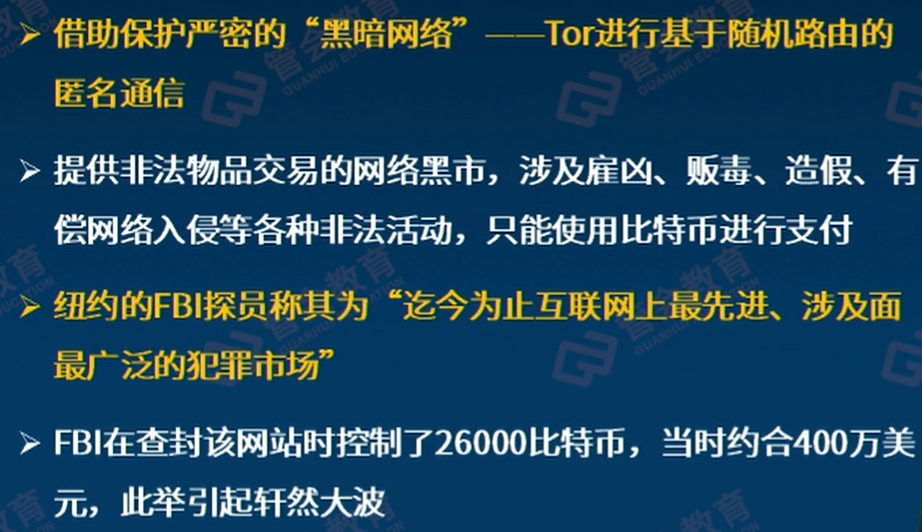 ➢ 借助保护严密的“黑暗网络”——Tor进行基于随机路由的
匿名通信
➢ 提供非法物品交易的网络黑市，涉及雇凶、贩毒、造假、有
偿网络入侵等各种非法活动，只能使用比特币进行支付
➢ 纽约的FBI探员称其为“迄今为止互联网上最先进、涉及面
最广泛的犯罪市场”
➢ FBI在查封该网站时控制了26000比特币，当时约合400万美
元，此举引起轩然大波
管会教育
GUANHUI EDUCATION